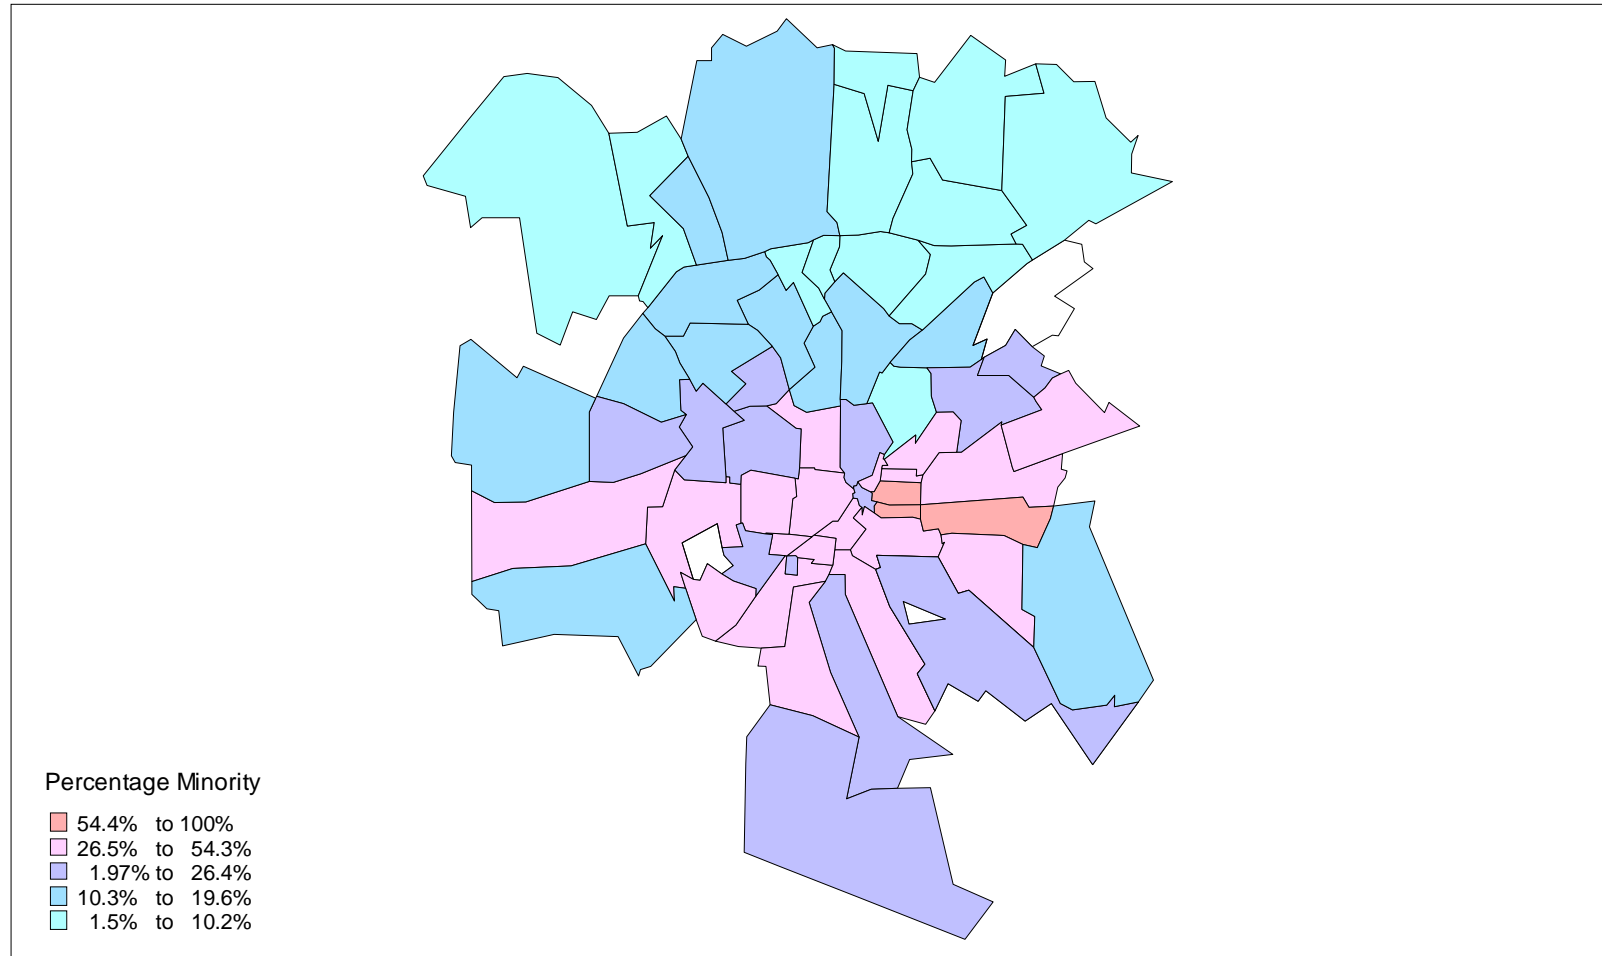 Percentage Minority
54.4% to 100%
26.5% to 54.3%
1.97% to 26.4%
10.3% to 19.6%
1.5% to 10.2%